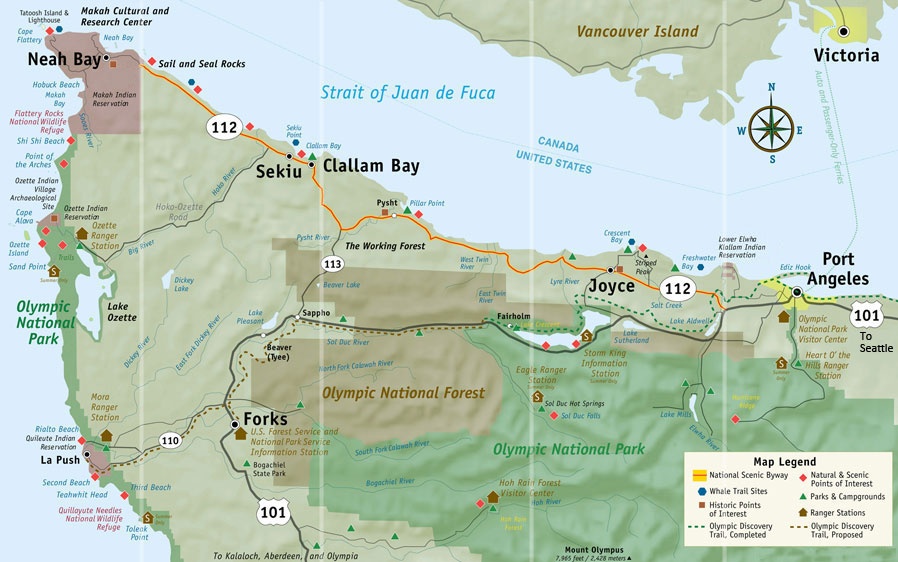 Tatoosh Island &
Lighthouse
Makah Cultural and
Research Center
Cape
Flattery
Neah Bay
Neah Bay
Sail and Seal Rocks
Hobuck Beach
Makah
Bay
Makah Indian
Reservation
Flattery Rocks
National Wildlife
Refuge
Shi Shi Beach
Point of
the Arches
Ozette Indian
Village
Archaeological
Site
Cape
Alava
Ozette Indian
Reservation
Ozette
Ranger
Station
Ozette
Island
Sand Point
Trails
Summer Only
Big River
Hoko-Ozette
Road
Hoko River
112
Sekiu
Point
Clallam Bay
Sekiu
Clallam Bay
Strait of Juan de Fuca
Vancouver Island
Victoria
Auto and Passenger-Only Ferries
CANADA
UNITED STATES
N
W
E
S
Pysht
Pillar Point
Pysht River
The Working Forest
113
Beaver Lake
West Twin
River
East Twin
River
Lyre River
Crescent
Bay
Striped
Peak
Joyce
Freshwater
Bay
Lower Elwha
Klallam Indian
Reservation
112
Salt Creek
Ediz Hook
Port
Angeles
101
To
Seattle
Olympic
National
Park
Lake
Ozette
Dickey
Lake
Dickey River
East Fork Dickey River
Lake
Pleasant
Sappho
Beaver
(Tyee)
Sol Duc River
Fairholm
Lake
Sutherland
Lake Aldwell
Storm King
Information
Station
Summer Only
Olympic National
Park Visitor
Center
Heart O' the
Hills Ranger
Station
Summer
Only
North Fork Calawah River
Olympic National Forest
Eagle Ranger
Station
Summer Only
Sol Duc Hot Springs
Sol Duc Falls
Lake Mills
Elwha River
Hurricane
Ridge
Mora
Ranger
Station
Rialto Beach
Quileute Indian
Reservation
La Push
110
Forks
U.S. Forest Service and
National Park Service
Information Station
Bogachiel
State Park
South Fork Calawah River
Bogachiel River
Olympic National Park
Second Beach
Teahwhit Head
Third Beach
Quillayute Needles
National Wildlife
Refuge
Toleak
Point
Summer
Only
101
To Kalaloch, Aberdeen, and Olympia
Hoh Rain Forest
Visitor Center
Hoh River
Hoh Rain
Forest
Mount Olympus
7,965 feet / 2,428 meters
Map Legend
National Scenic Byway
Natural & Scenic
Points of Interest
Whale Trail Sites
Parks & Campgrounds
Historic Points
of Interest
Ranger Stations
Olympic Discovery
Trail, Completed
Olympic Discovery
Trail, Proposed